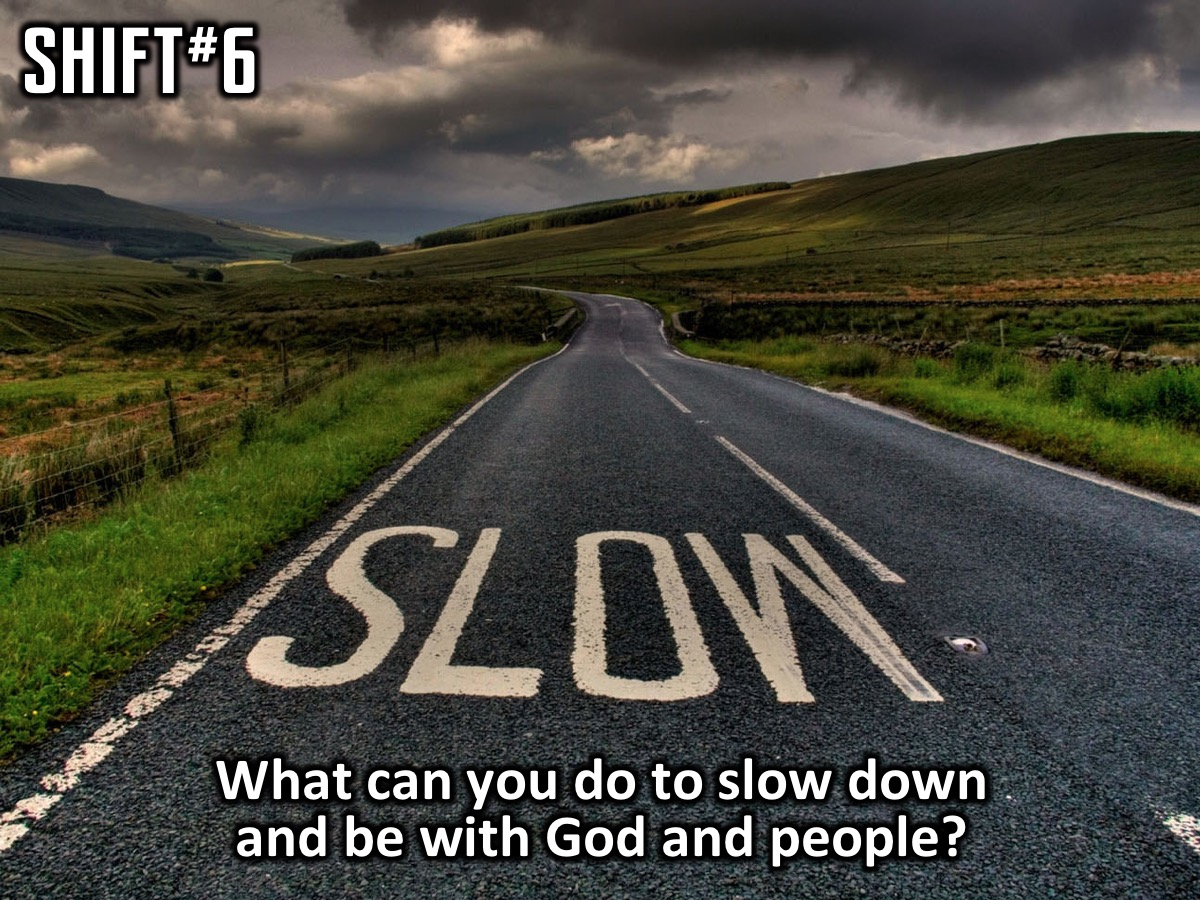 SHIFT#6
SLOW
What can you do to slow down
and be with God and people?